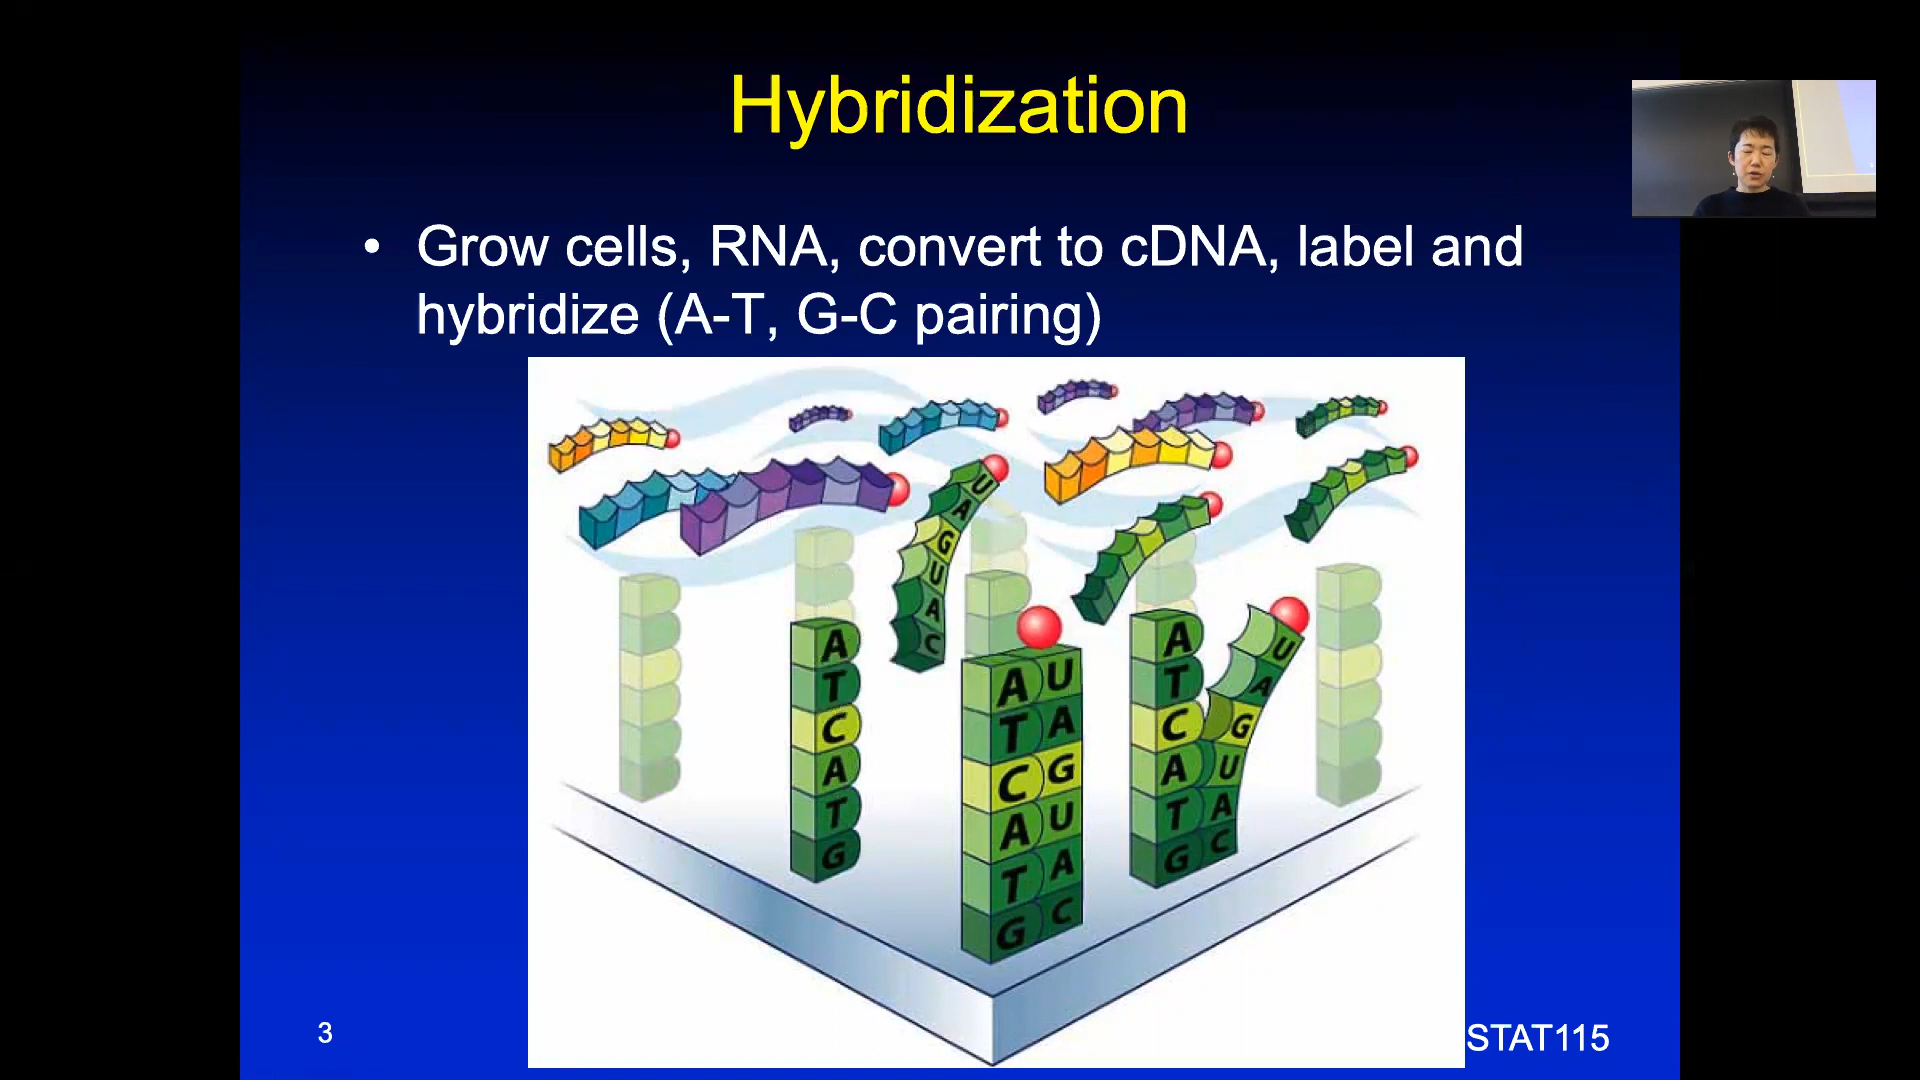 Hybridization
• Grow cells, RNA, convert to cDNA, label and
hybridize (A-T, G-C pairing)
U
A
G
U
A
C
A
T
C
A
T
G
A U
T A
C G
A U
T A
G C
A U
T A
C G
A U
T A
G C
3
STAT115